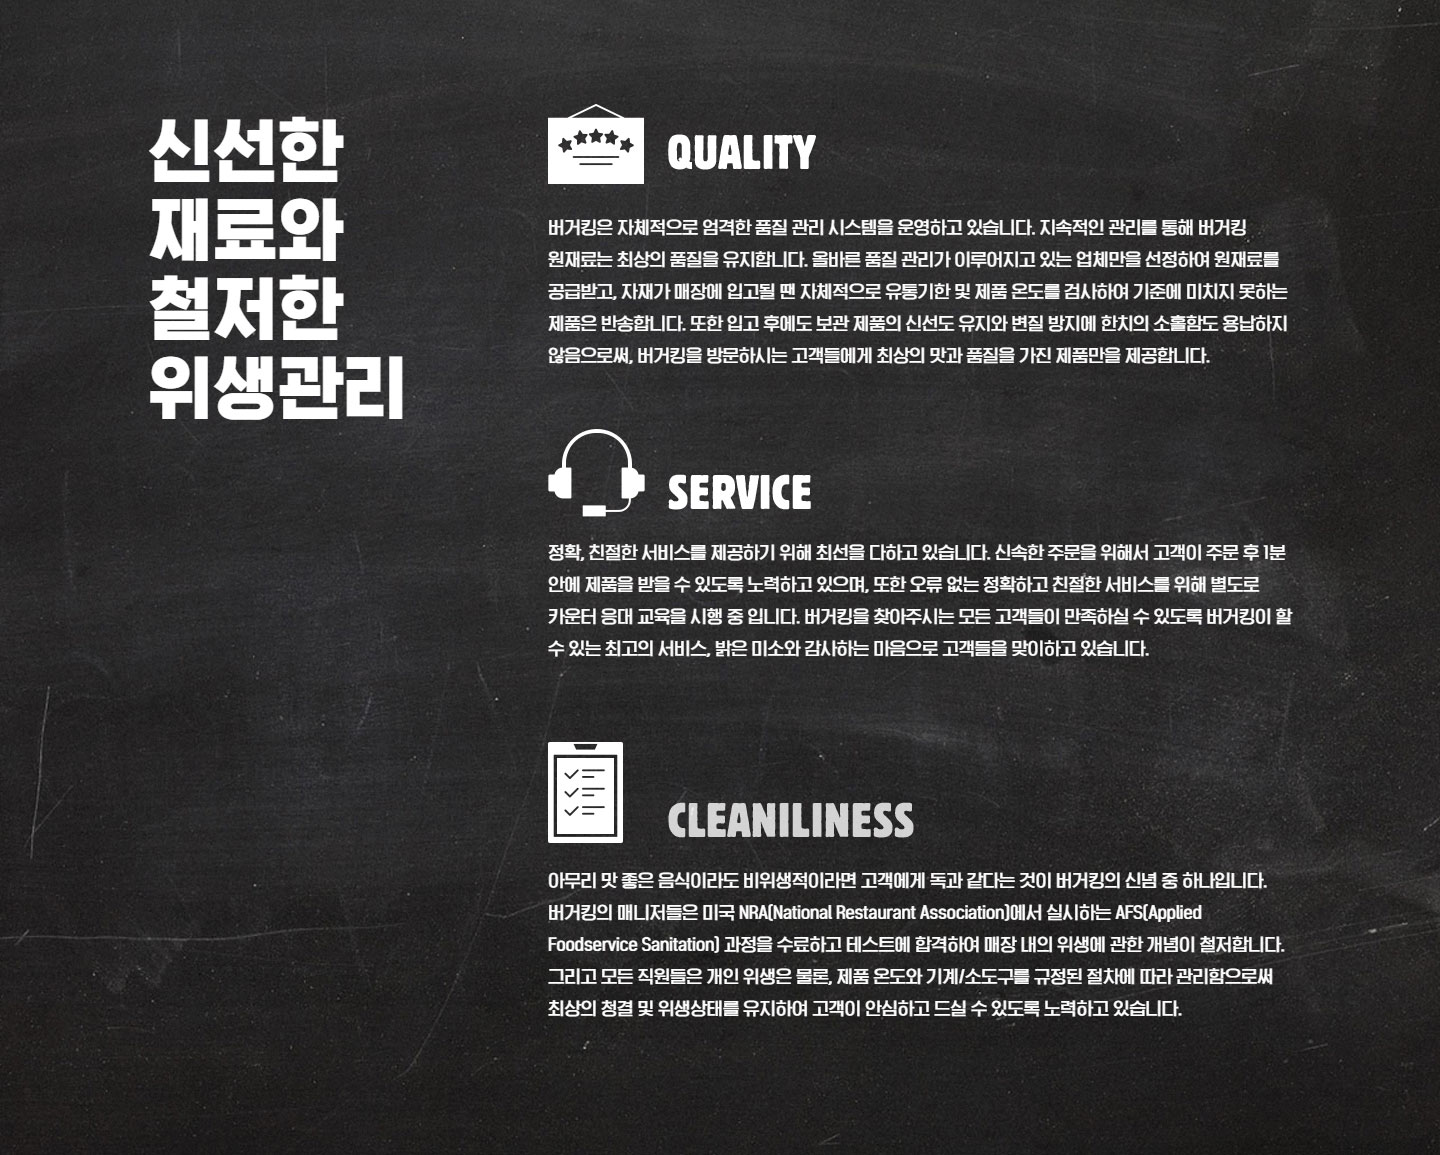 신선한
재료와
철저한
위생관리
QUALITY
버거킹은 자체적으로 엄격한 품질 관리 시스템을 운영하고 있습니다. 지속적인 관리를 통해 버거킹
원재료는 최상의 품질을 유지합니다. 올바른 품질 관리가 이루어지고 있는 업체만을 선정하여 원재료를
공급받고, 자재가 매장에 입고될 땐 자체적으로 유통기한 및 제품 온도를 검사하여 기준에 미치지 못하는
제품은 반송합니다. 또한 입고 후에도 보관 제품의 신선도 유지와 변질 방지에 한치의 소홀함도 용납하지
않음으로써, 버거킹을 방문하시는 고객들에게 최상의 맛과 품질을 가진 제품만을 제공합니다.
SERVICE
정확, 친절한 서비스를 제공하기 위해 최선을 다하고 있습니다. 신속한 주문을 위해서 고객이 주문 후 1분
안에 제품을 받을 수 있도록 노력하고 있으며, 또한 오류 없는 정확하고 친절한 서비스를 위해 별도로
카운터 응대 교육을 시행 중 입니다. 버거킹을 찾아주시는 모든 고객들이 만족하실 수 있도록 버거킹이 할
수 있는 최고의 서비스, 밝은 미소와 감사하는 마음으로 고객들을 맞이하고 있습니다.
CLEANILINESS
아무리 맛 좋은 음식이라도 비위생적이라면 고객에게 독과 같다는 것이 버거킹의 신념 중 하나입니다.
버거킹의 매니저들은 미국 NRA(National Restaurant Association)에서 실시하는 AFS(Applied
Foodservice Sanitation) 과정을 수료하고 테스트에 합격하여 매장 내의 위생에 관한 개념이 철저합니다.
그리고 모든 직원들은 개인 위생은 물론, 제품 온도와 기계/소도구를 규정된 절차에 따라 관리함으로써
최상의 청결 및 위생상태를 유지하여 고객이 안심하고 드실 수 있도록 노력하고 있습니다.